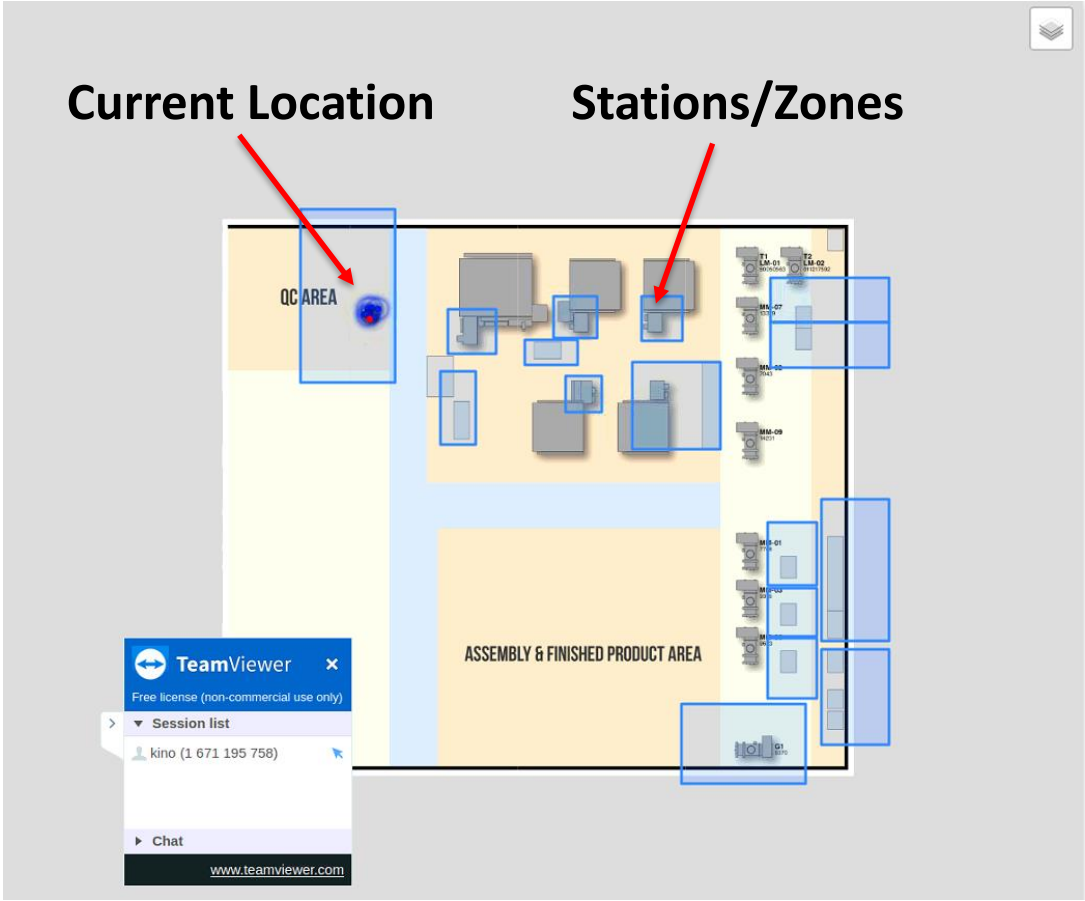 Current Location
Stations/Zones
QC AREA
T1
LM-01
T2
LM-02
MM-07
MM-09
MM-01
ASSEMBLY & FINISHED PRODUCT AREA
G1
TeamViewer
Free license (non-commercial use only)
Session list
kino (1 671 195 758)
Chat
www.teamviewer.com